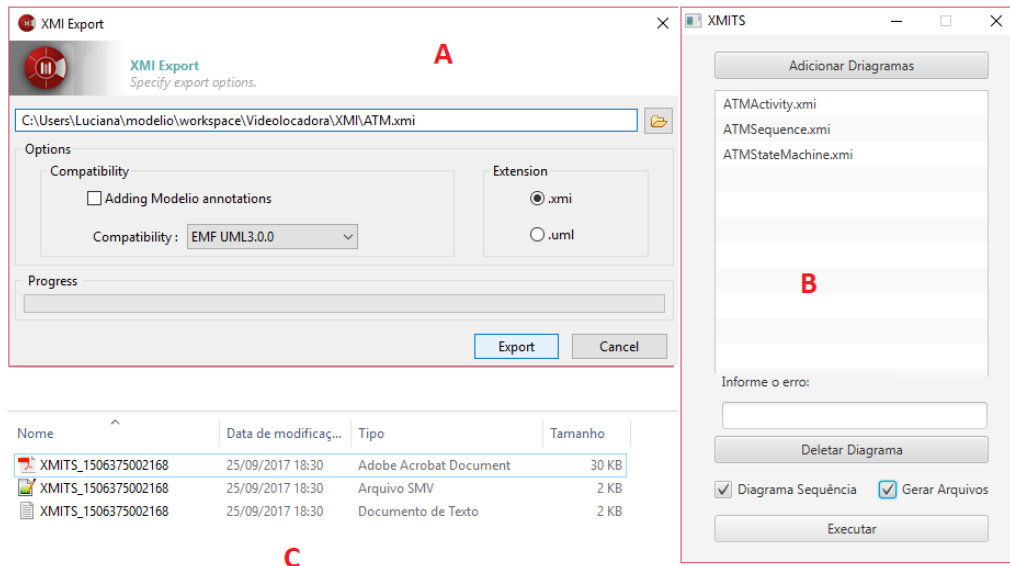 XMI Export
A
XMI Export
Specify export options.
C:\Users\Luciana\modelio\workspace\Videolocadora\XMI\ATM.xmi
Options
Compatibility
Adding Modelio annotations
Compatibility : EMF UML3.0.0
Extension
.xmi
.uml
Progress
Export Cancel
XMITS
Adicionar Driagramas
ATMActivity.xmi
ATMSequence.xmi
ATMStateMachine.xmi
B
Informe o erro:
Deletar Diagrama
Diagrama Sequência Gerar Arquivos
Executar
Nome Data de modificaç... Tipo Tamanho
XMITS_1506375002168 25/09/2017 18:30 Adobe Acrobat Document 30 KB
XMITS_1506375002168 25/09/2017 18:30 Arquivo SMV 2 KB
XMITS_1506375002168 25/09/2017 18:30 Documento de Texto 2 KB
C